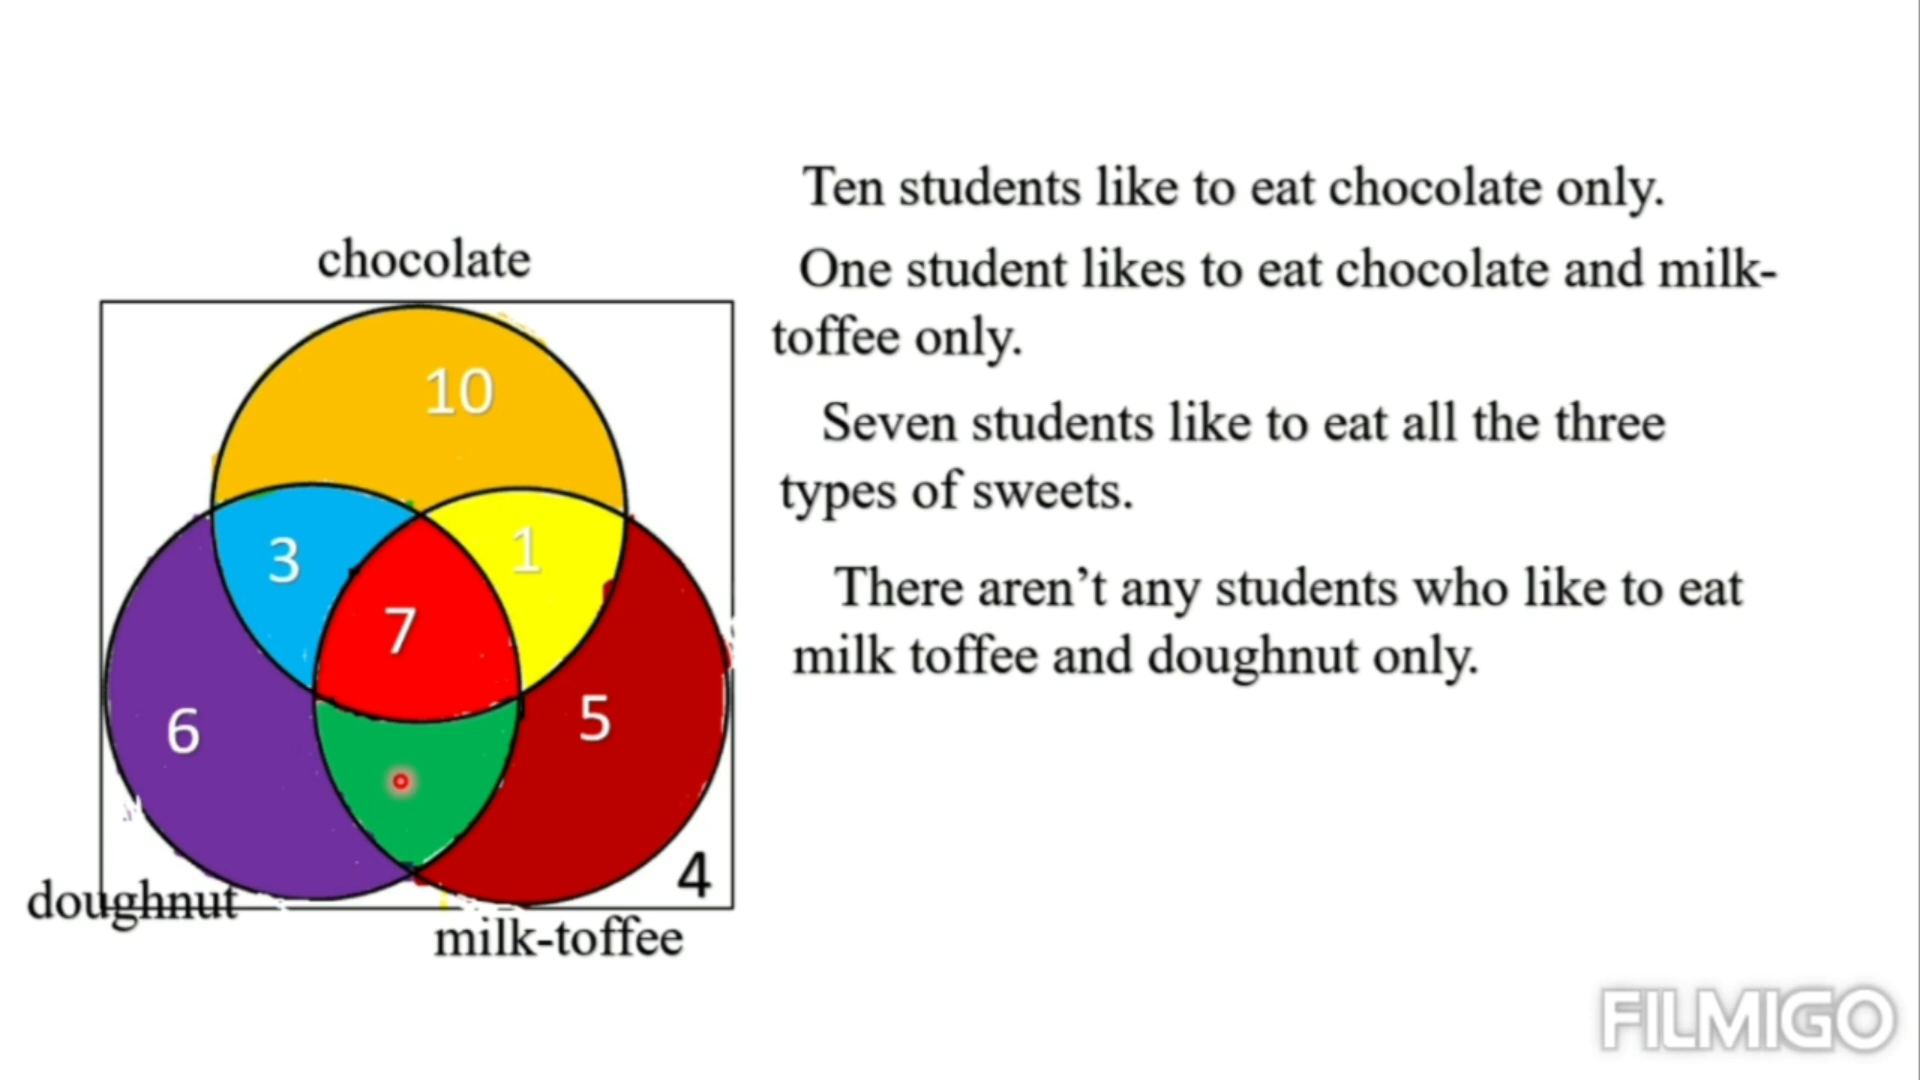 Ten students like to eat chocolate only.
One student likes to eat chocolate and milk-
toffee only.
Seven students like to eat all the three
types of sweets.
There aren’t any students who like to eat
milk toffee and doughnut only.
chocolate
10
3
1
7
6
5
4
doughnut
milk-toffee
FILMIGO